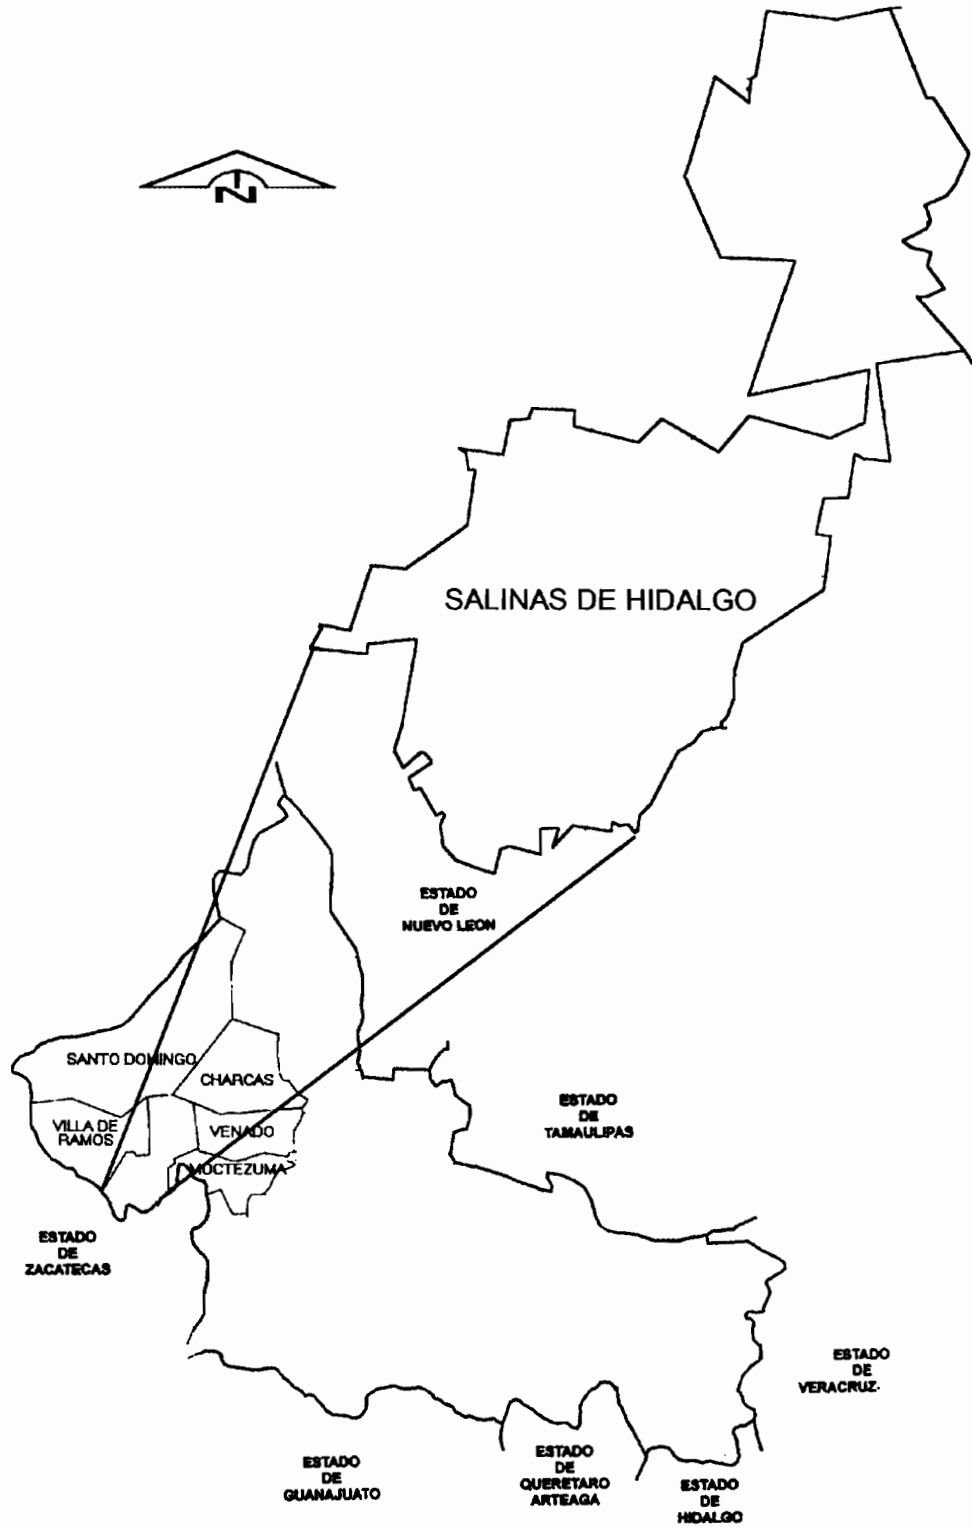 N
SALINAS DE HIDALGO
ESTADO
DE
NUEVO LEON
SANTO DOMINGO
CHARCAS
VILLA DE
RAMOS
VENADO
MOCTEZUMA
ESTADO
DE
TAMAULIPAS
ESTADO
DE
ZACATECAS
ESTADO
DE
VERACRUZ.
ESTADO
DE
GUANAJUATO
ESTADO
DE
QUERETARO
ARTEAGA
ESTADO
DE
HIDALGO